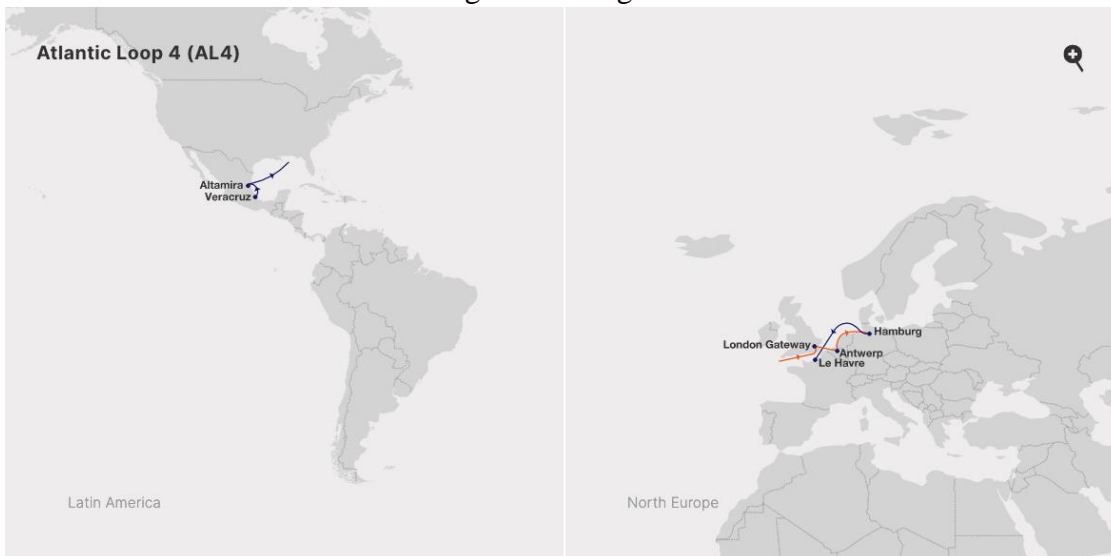 Atlantic Loop 4 (AL4)
Altamira
Veracruz
Latin America
Hamburg
London Gateway
Antwerp
Le Havre
North Europe